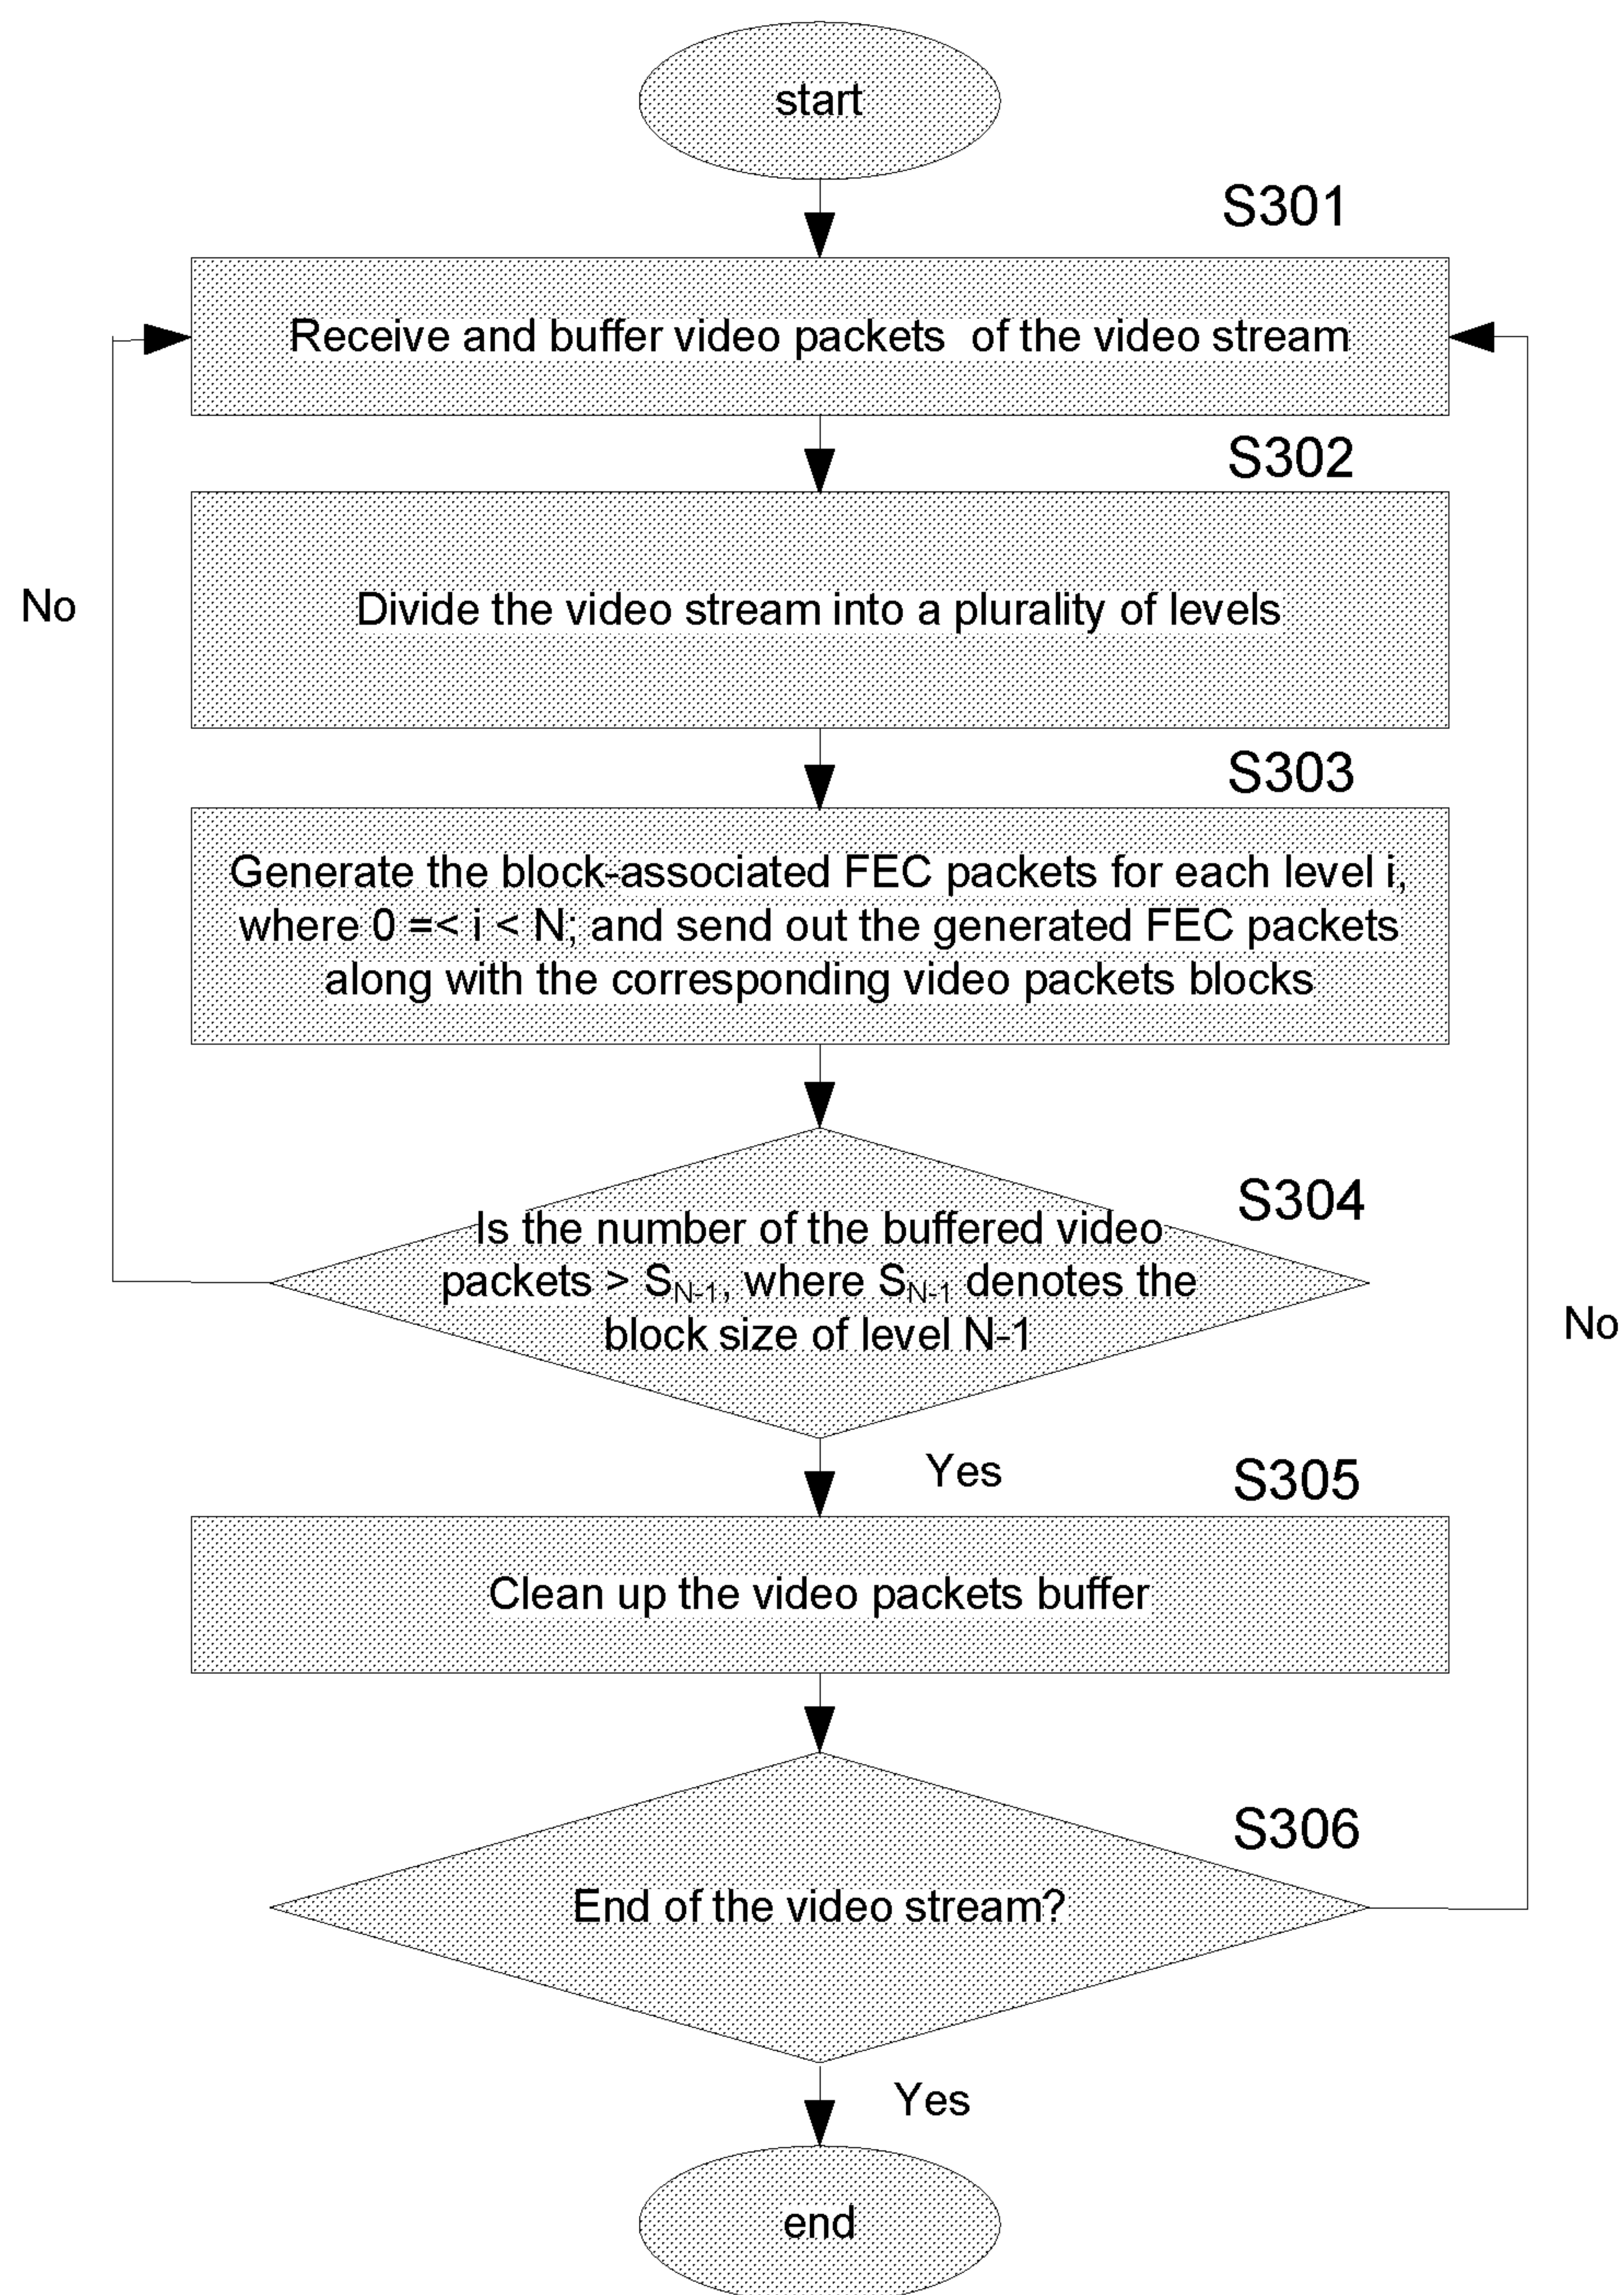 start
S301
Receive and buffer video packets of the video stream
S302
Divide the video stream into a plurality of levels
No
S303
Generate the block-associated FEC packets for each level i,
where 0 =< i < N; and send out the generated FEC packets
along with the corresponding video packets blocks
S304
Is the number of the buffered video
packets > S_{N-1}, where S_{N-1} denotes the
block size of level N-1
No
Yes
S305
Clean up the video packets buffer
S306
End of the video stream?
Yes
end